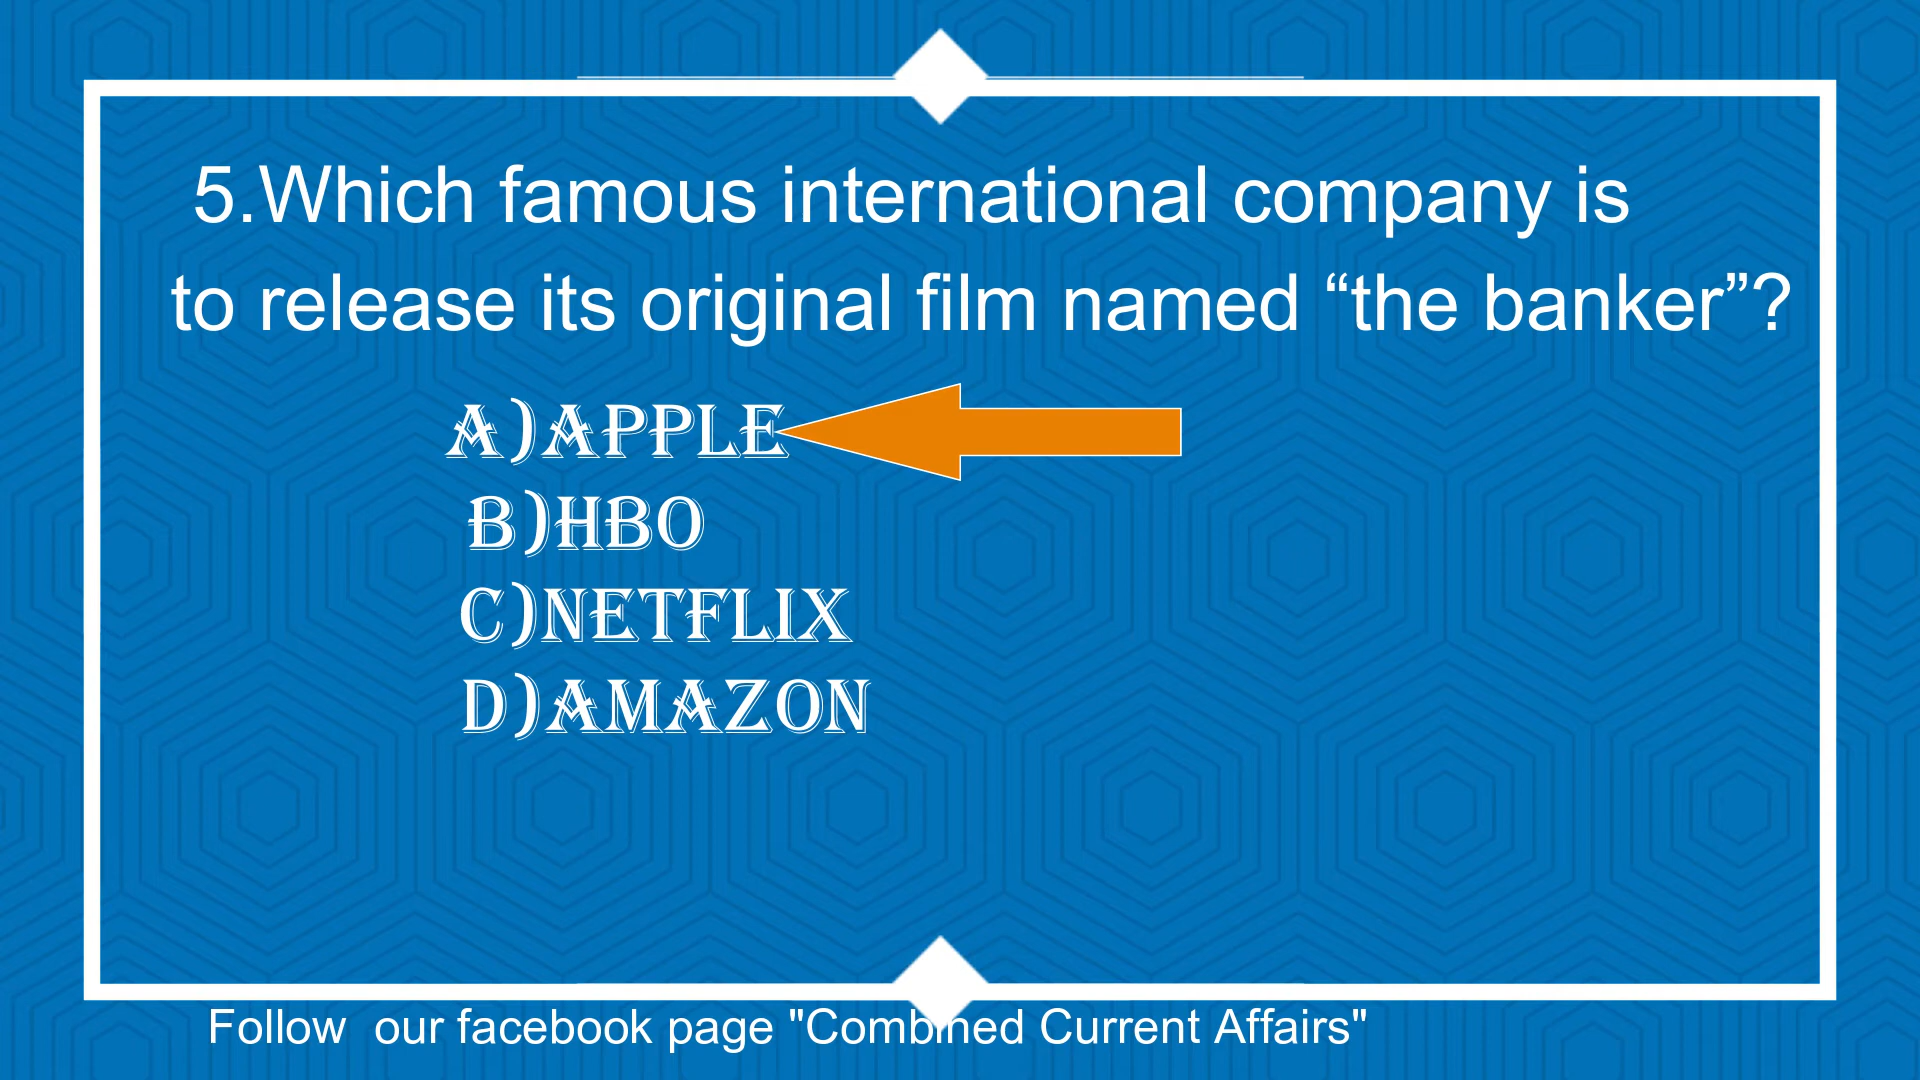 5.Which famous international company is
to release its original film named “the banker”?
A)APPLE
B)HBO
C)NETFLIX
D)AMAZON
Follow our facebook page "Combined Current Affairs"